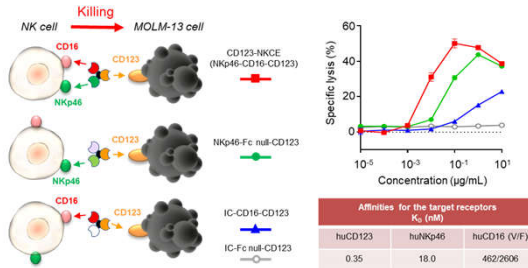 Killing
NK cell
MOLM-13 cell
CD16
CD123
NKp46
CD123-NKCE
(NKp46-CD16-CD123)
NKp46
CD123
NKp46-Fc null-CD123
CD16
CD123
IC-CD16-CD123
IC-Fc null-CD123
Specific lysis (%)
60
40
20
0
10-5
10-3
10-1
101
Concentration (µg/mL)
Affinities for the target receptors
KD (nM)
huCD123 huNKp46 huCD16 (V/F)
0.35 18.0 462/2606